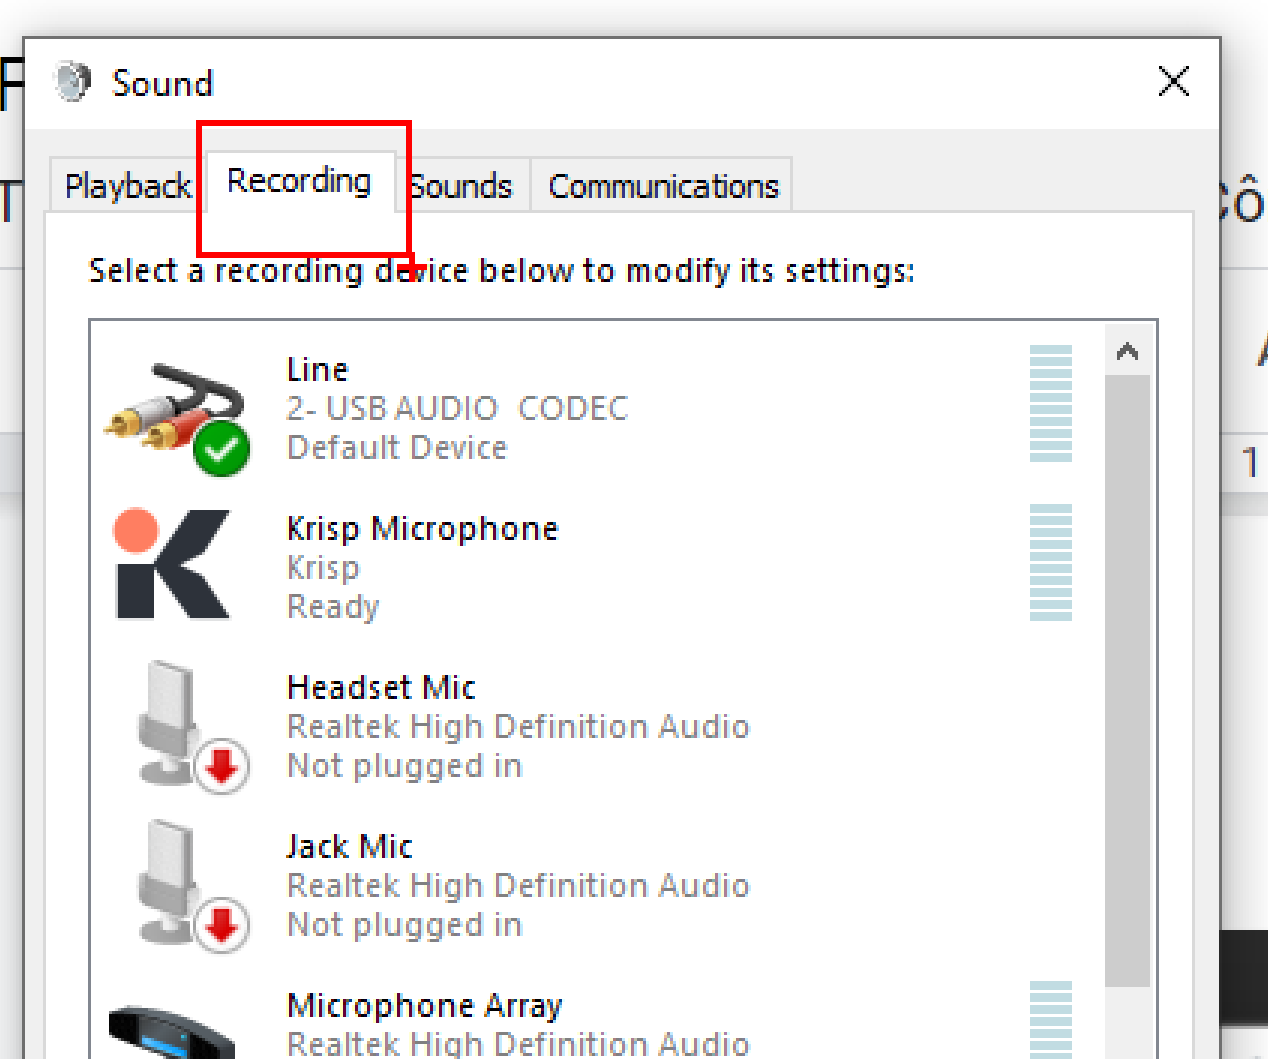 Sound
Playback Recording Sounds Communications
Select a recording device below to modify its settings:
Line
2- USB AUDIO CODEC
Default Device
Krisp Microphone
Krisp
Ready
Headset Mic
Realtek High Definition Audio
Not plugged in
Jack Mic
Realtek High Definition Audio
Not plugged in
Microphone Array
Realtek High Definition Audio
1